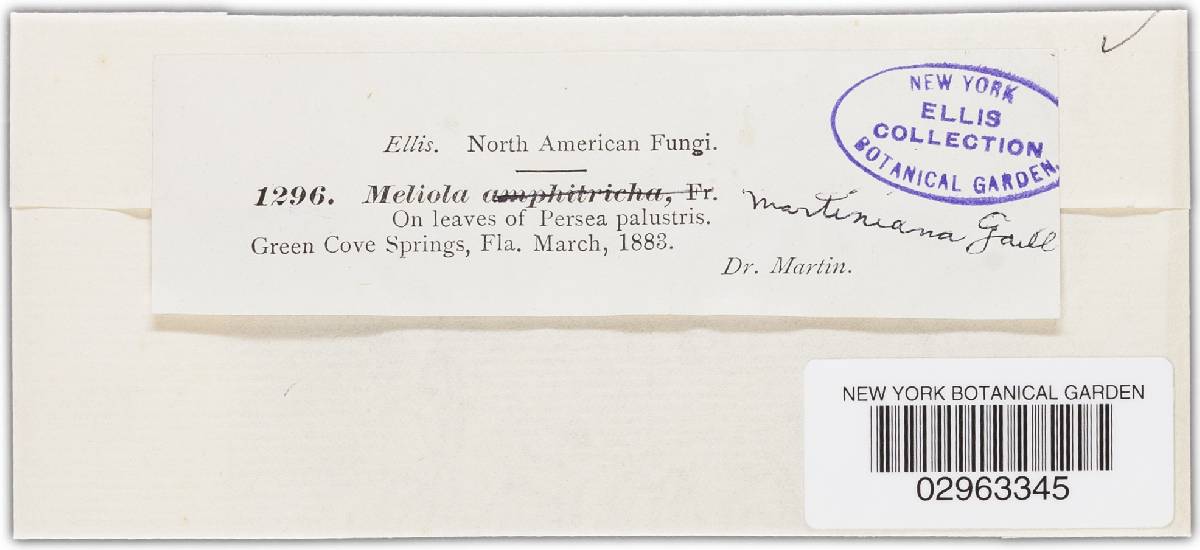 NEW YORK
ELLIS
COLLECTION
BOTANICAL GARDEN.
Ellis. North American Fungi.
1296. Meliola amphitricha, Fr. martiniana Gaill
On leaves of Persea palustris.
Green Cove Springs, Fla. March, 1883.
Dr. Martin.
NEW YORK BOTANICAL GARDEN
02963345